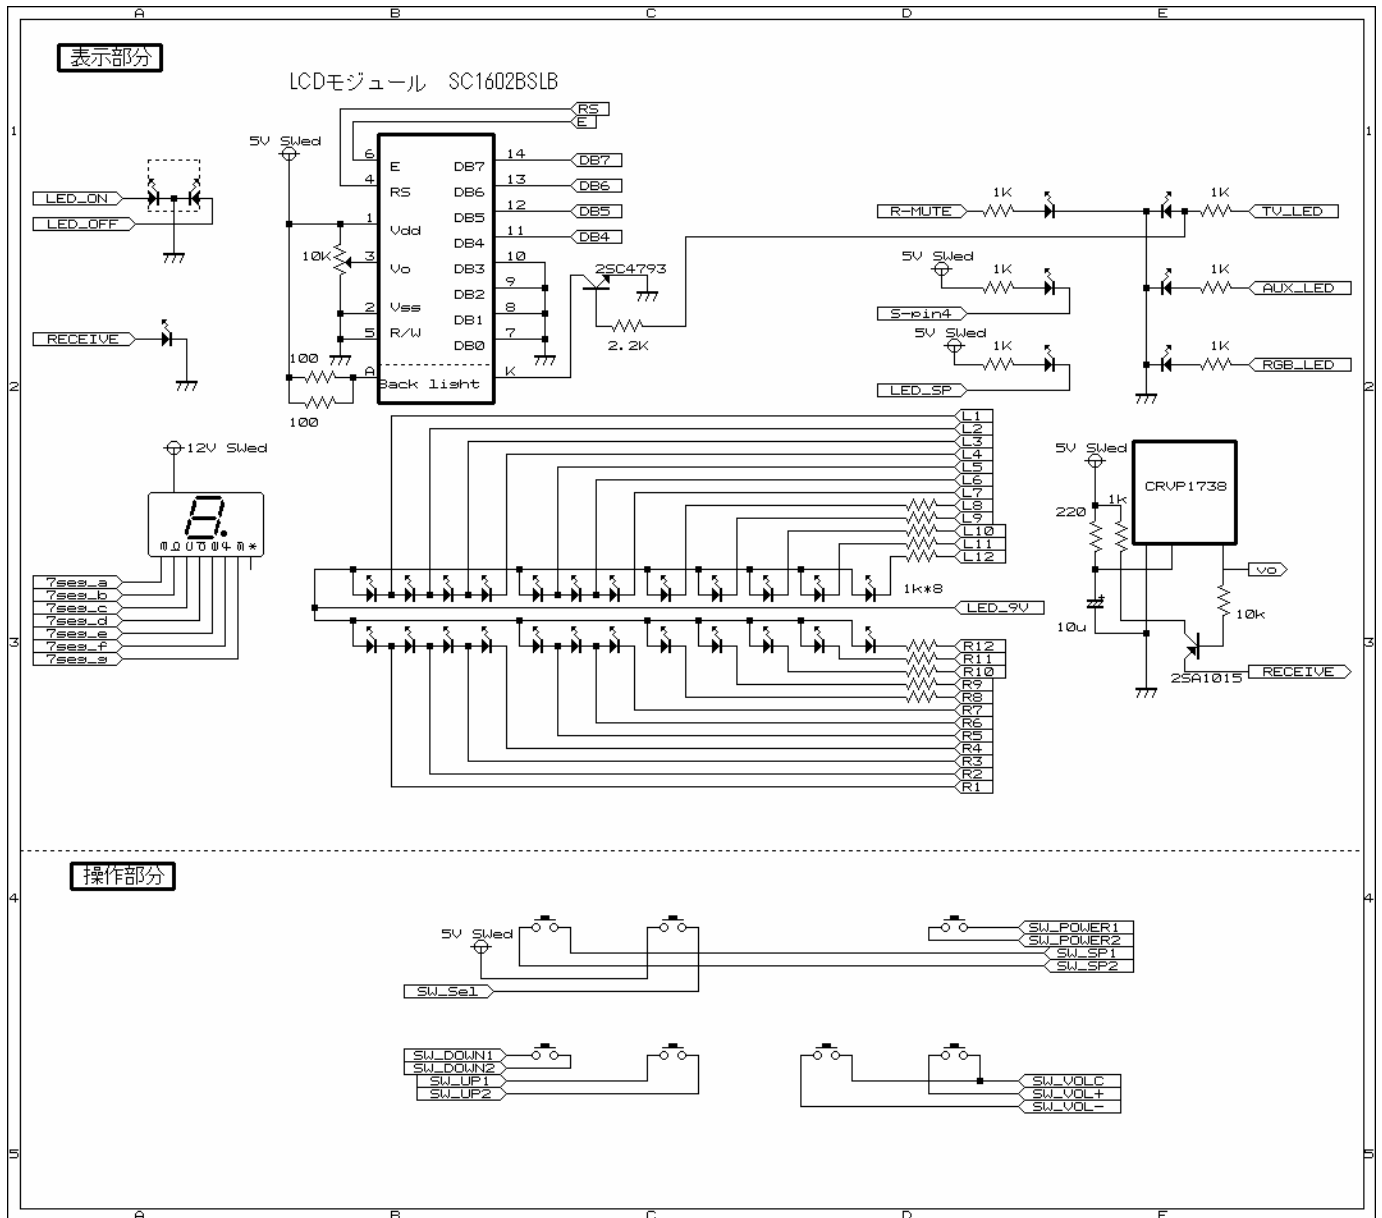 A B C D E
表示部分
LCDモジュール SC1602BSLB
RS
E
1 1
5V SWed
6 E DB7 14 DB7
4 RS DB6 13 DB6
1 Vdd DB5 12 DB5
DB4 11 DB4
10K 3 Vo DB3 10
DB2 9
2 Vss DB1 8
5 R/W DB0 7
A K
Back light
100
100
LED_ON
LED_OFF
RECEIVE
2SC4793
2.2K
R-MUTE 1K 1K TV_LED
5V SWed 1K 1K AUX_LED
S-pin4
5V SWed 1K 1K RGB_LED
LED_SP
2 2
12V SWed
a b c d e f g *
7seg_a
7seg_b
7seg_c
7seg_d
7seg_e
7seg_f
7seg_g
L1
L2
L3
L4
L5
L6
L7
L8
L9
L10
L11
L12
1k*8
LED_9V
R12
R11
R10
R9
R8
R7
R6
R5
R4
R3
R2
R1
5V SWed
CRVP1738
220 1k
vo
10u 10k
2SA1015 RECEIVE
3 3
操作部分
4 4
5V SWed
SW_Sel
SW_POWER1
SW_POWER2
SW_SP1
SW_SP2
SW_DOWN1
SW_DOWN2
SW_UP1
SW_UP2
SW_VOLC
SW_VOL+
SW_VOL-
5 5
A B C D E